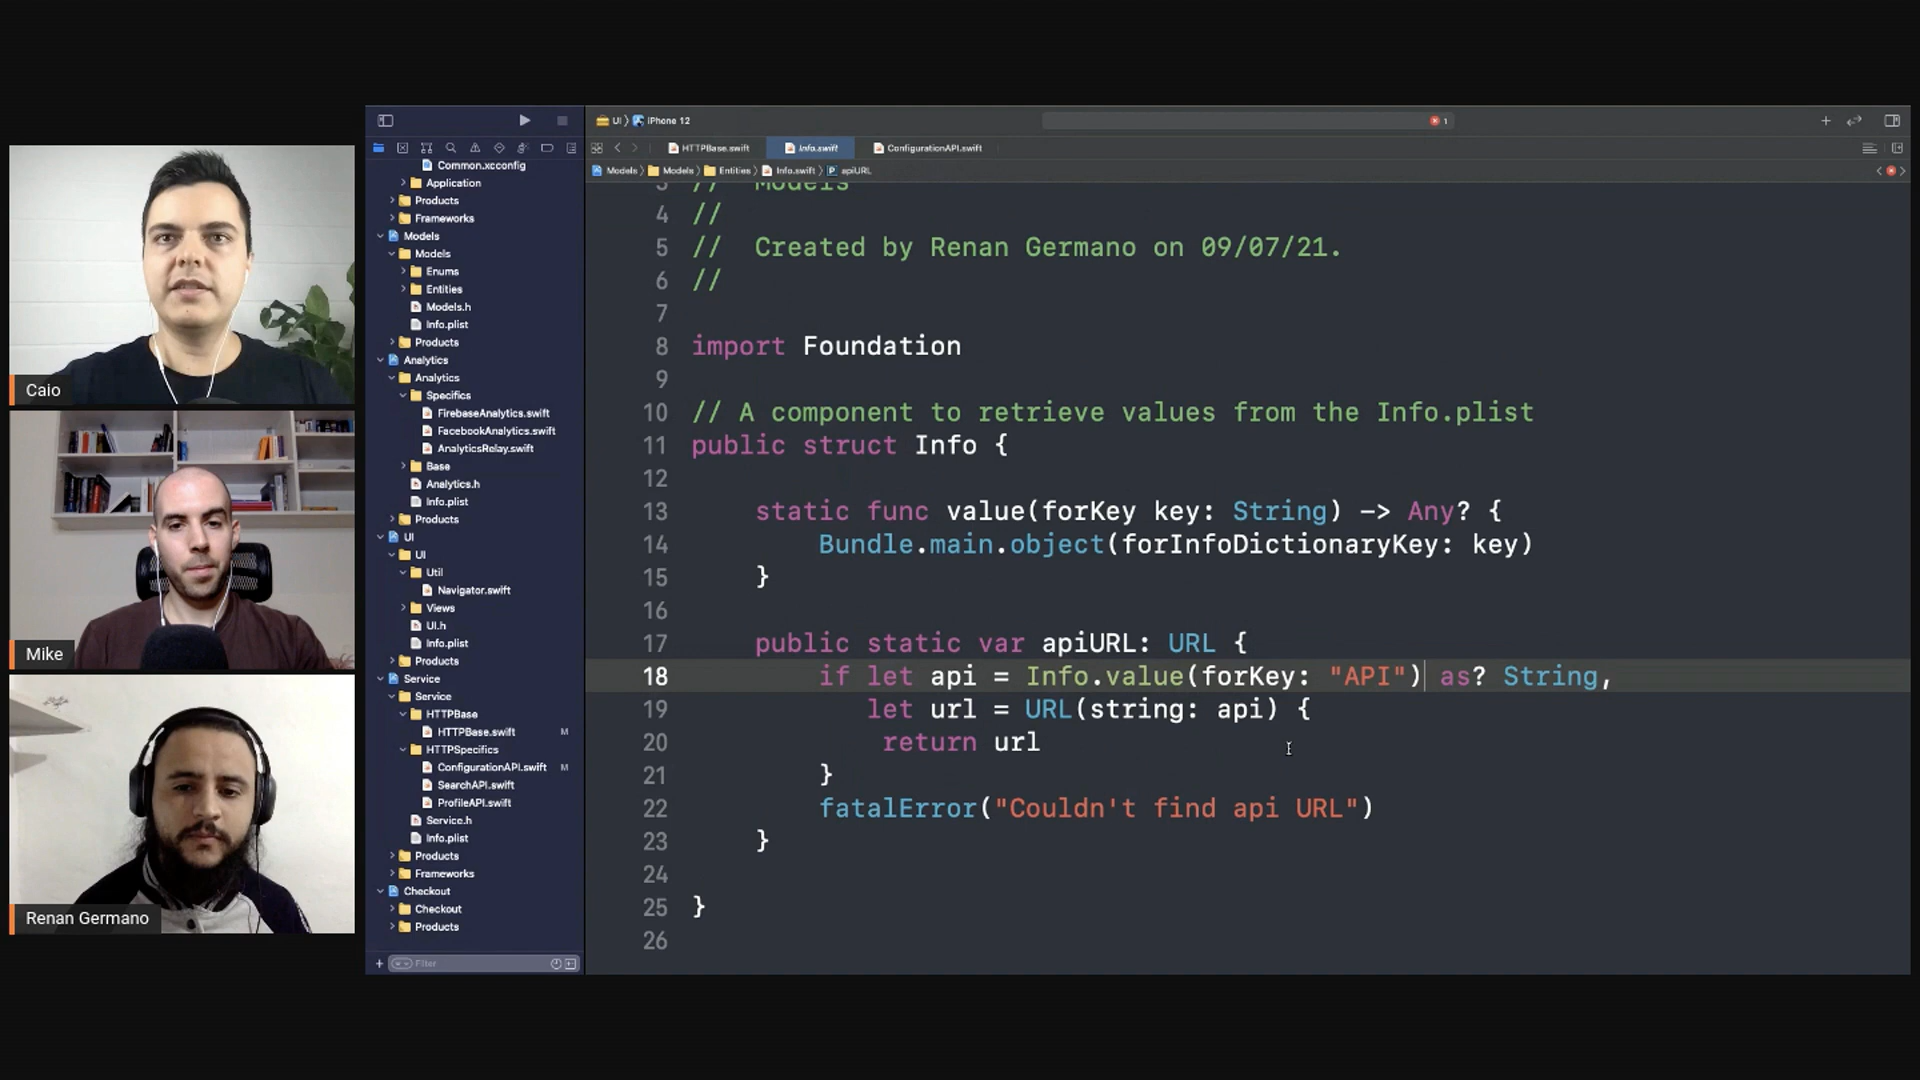 Caio
Mike
Renan Germano
Common.xcconfig
Application
Products
Frameworks
Models
Models
Enums
Entities
Models.h
Info.plist
Products
Analytics
Analytics
Specifics
FirebaseAnalytics.swift
FacebookAnalytics.swift
AnalyticsRelay.swift
Base
Analytics.h
Info.plist
Products
UI
UI
Util
Navigator.swift
Views
UI.h
Info.plist
Products
Service
Service
HTTPBase
HTTPBase.swift M
HTTPSpecifics
ConfigurationAPI.swift M
SearchAPI.swift
ProfileAPI.swift
Service.h
Info.plist
Products
Frameworks
Checkout
Checkout
Products
Filter
UI iPhone 12 1
HTTPBase.swift Info.swift ConfigurationAPI.swift
Models Models Entities Info.swift P apiURL
3 // Models
4 //
5 // Created by Renan Germano on 09/07/21.
6 //
7
8 import Foundation
9
10 // A component to retrieve values from the Info.plist
11 public struct Info {
12
13 static func value(forKey key: String) -> Any? {
14 Bundle.main.object(forInfoDictionaryKey: key)
15 }
16
17 public static var apiURL: URL {
18 if let api = Info.value(forKey: "API") as? String,
19 let url = URL(string: api) {
20 return url
21 }
22 fatalError("Couldn't find api URL")
23 }
24
25 }
26